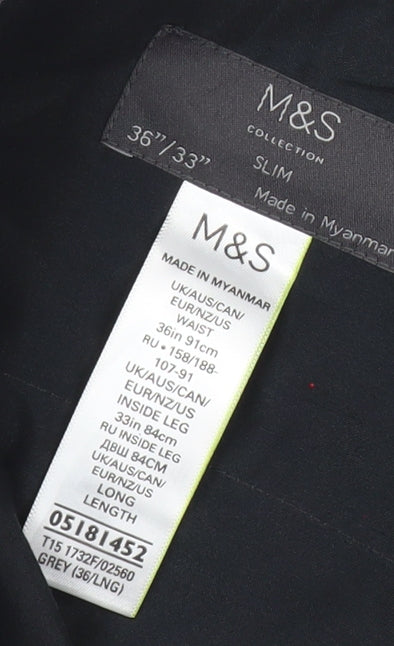 M&S
COLLECTION
36"/33" SLIM
Made in Myanmar
M&S
MADE IN MYANMAR
UK/AUS/CAN/
EUR/NZ/US
WAIST
36in 91cm
RU • 158/188-
107-91
UK/AUS/CAN/
EUR/NZ/US
INSIDE LEG
33in 84cm
RU INSIDE LEG
ДВШ 84CM
UK/AUS/CAN/
EUR/NZ/US
LONG
LENGTH
05181452
T15 1732F/02560
GREY (36/LNG)